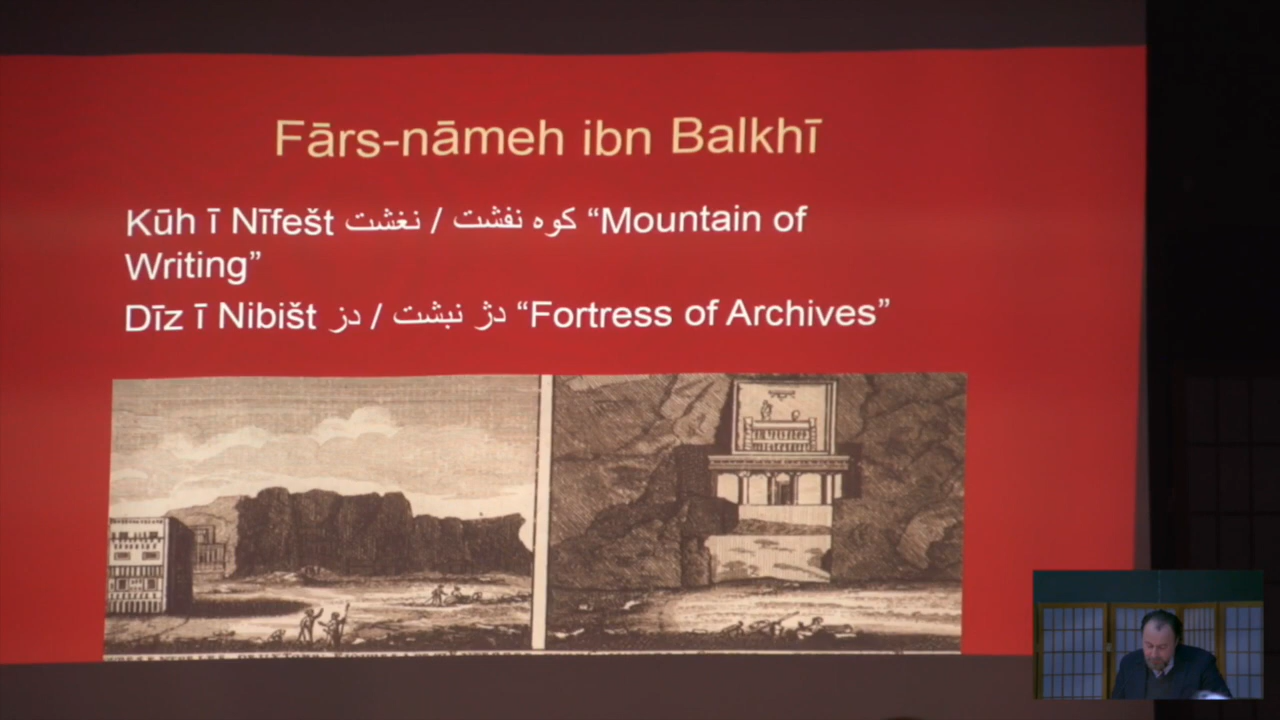 Fārs-nāmeh ibn Balkhī
Kūh ī Nīfešt کوه نفشت / نغشت “Mountain of
Writing”
Dīz ī Nibišt دژ نبشت / دز “Fortress of Archives”